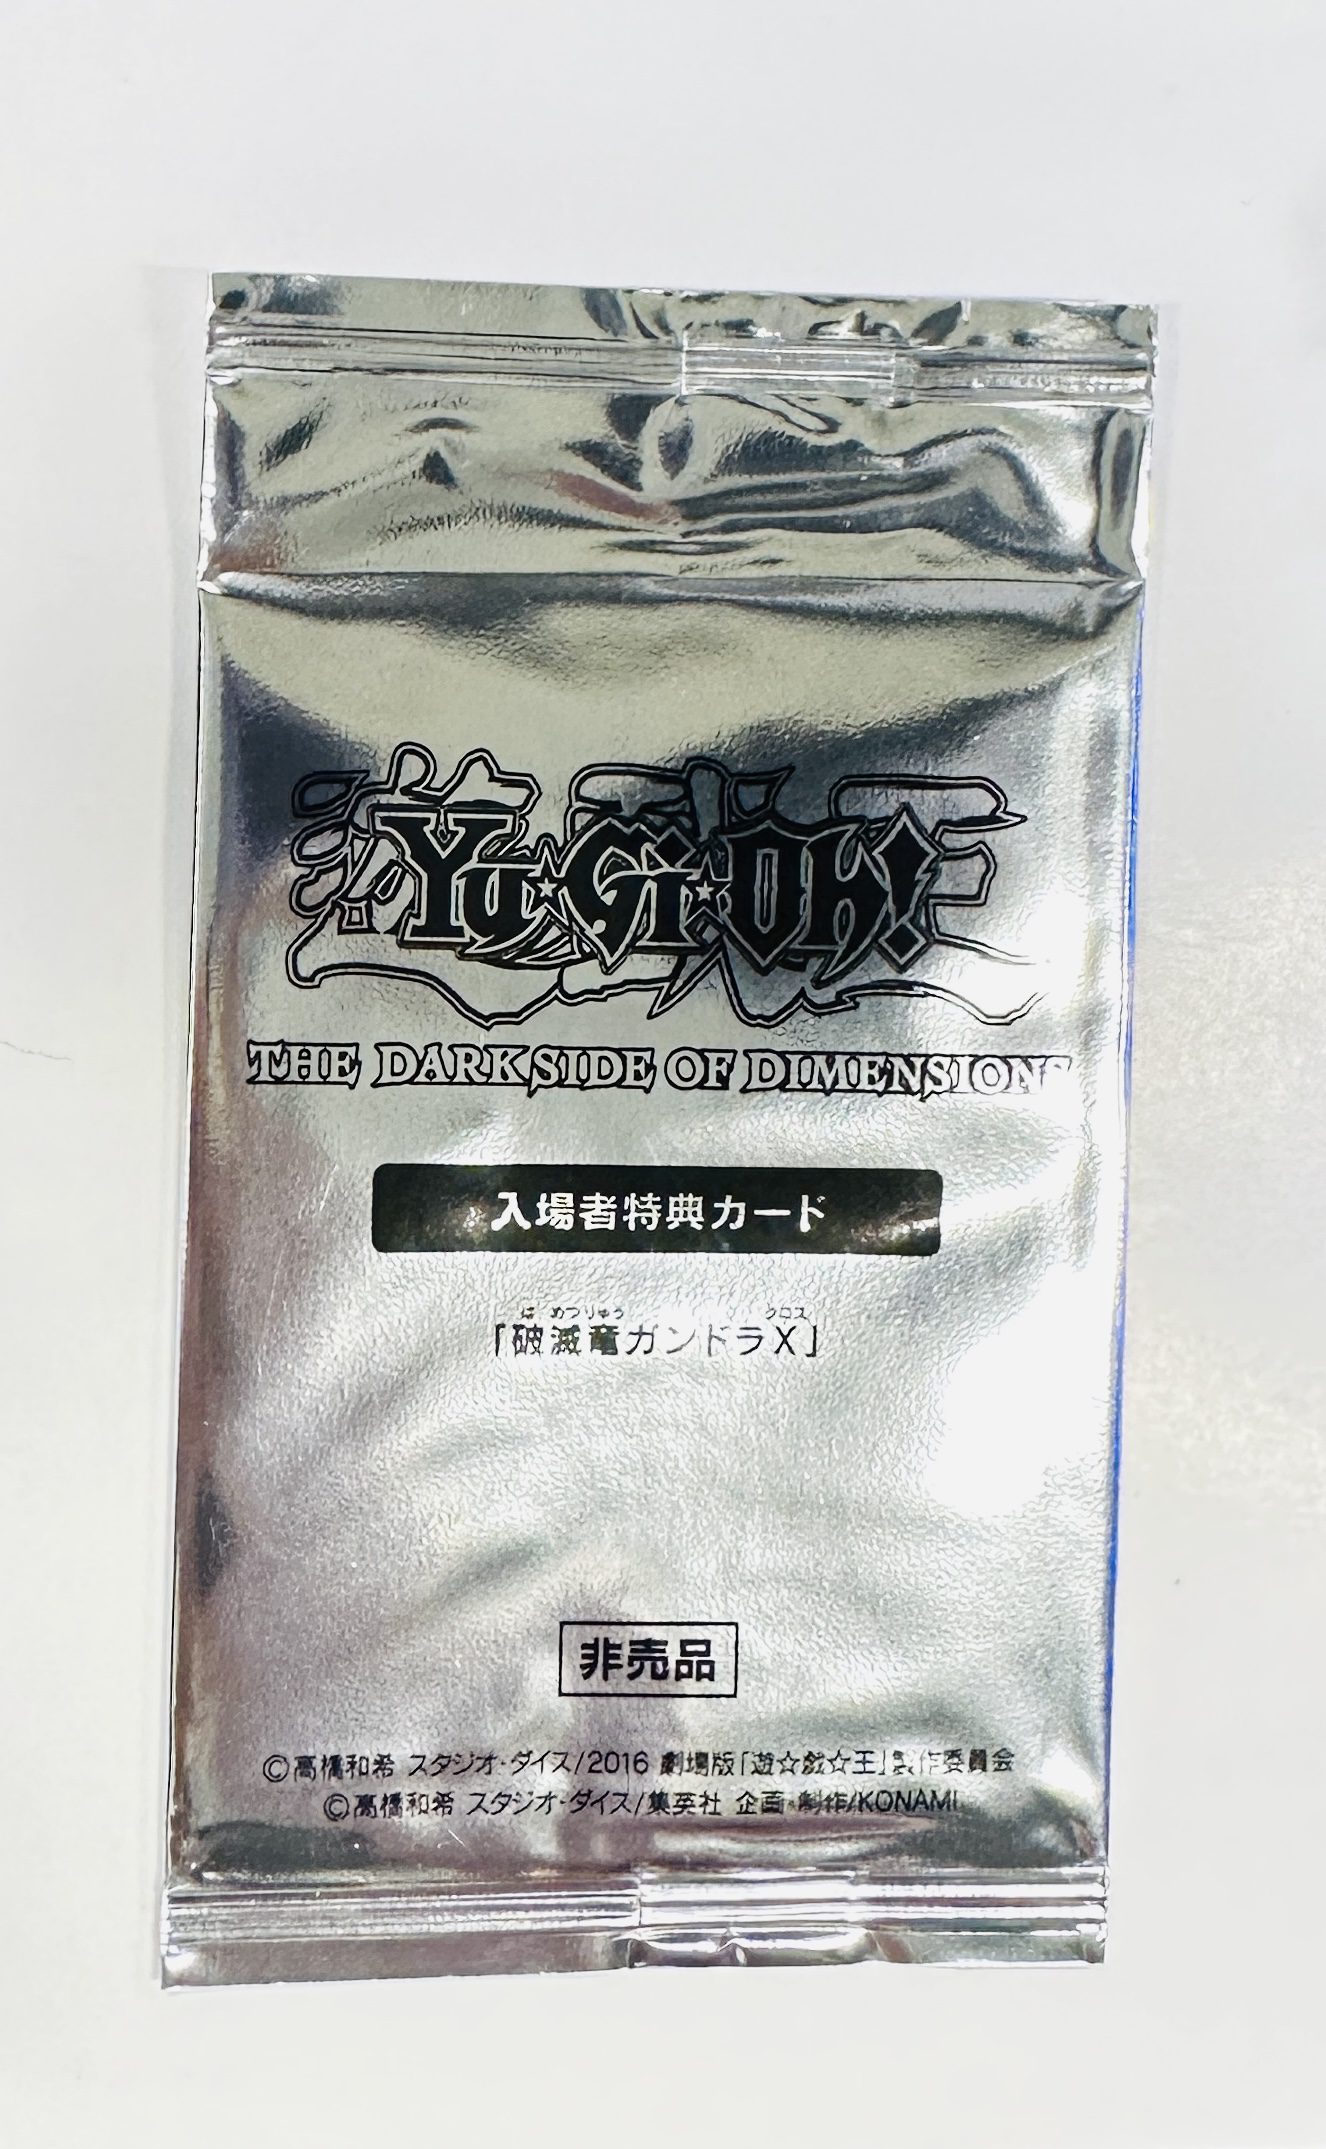 Yu☆Gi☆Oh!
THE DARKSIDE OF DIMENSIONS
入場者特典カード
「破滅竜ガンドラX」
は めつりゅう クロス
非売品
©高橋和希 スタジオ・ダイス/2016 劇場版「遊☆戯☆王」製作委員会
©高橋和希 スタジオ・ダイス/集英社 企画・制作/KONAMI